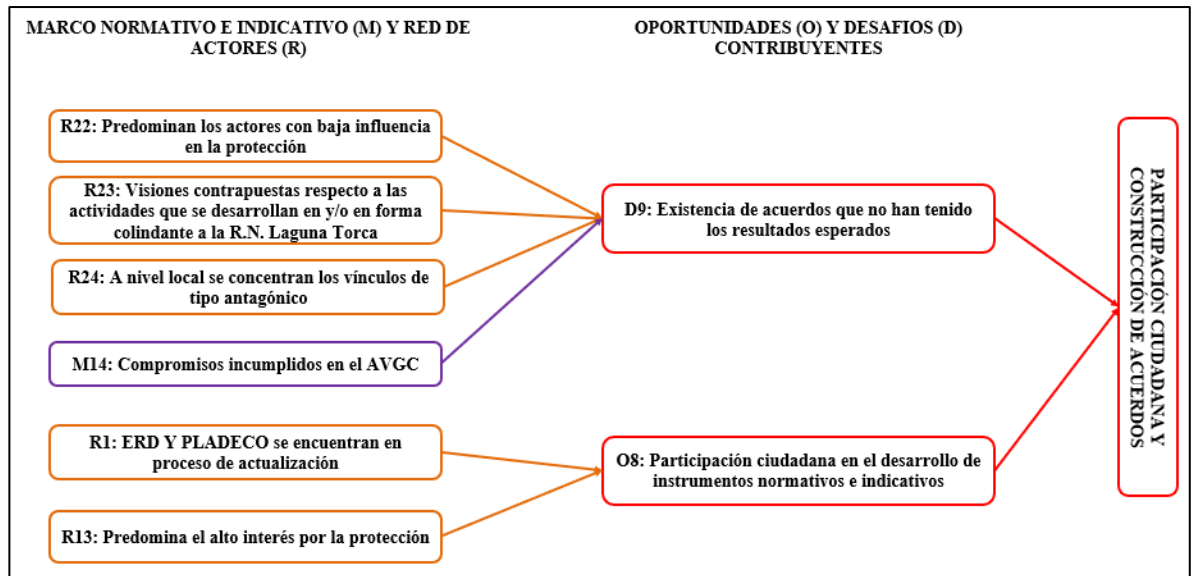 MARCO NORMATIVO E INDICATIVO (M) Y RED DE
ACTORES (R)
OPORTUNIDADES (O) Y DESAFIOS (D)
CONTRIBUYENTES
R22: Predominan los actores con baja influencia
en la protección
R23: Visiones contrapuestas respecto a las
actividades que se desarrollan en y/o en forma
colindante a la R.N. Laguna Torca
R24: A nivel local se concentran los vínculos de
tipo antagónico
M14: Compromisos incumplidos en el AVGC
R1: ERD Y PLADECO se encuentran en
proceso de actualización
R13: Predomina el alto interés por la protección
D9: Existencia de acuerdos que no han tenido
los resultados esperados
O8: Participación ciudadana en el desarrollo de
instrumentos normativos e indicativos
PARTICIPACIÓN CIUDADANA Y
CONSTRUCCIÓN DE ACUERDOS